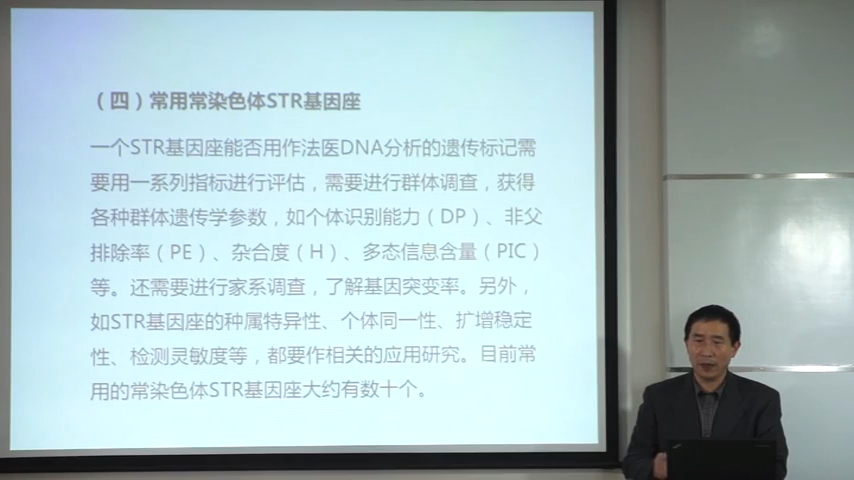 （四）常用常染色体STR基因座
一个STR基因座能否用作法医DNA分析的遗传标记需
要用一系列指标进行评估，需要进行群体调查，获得
各种群体遗传学参数，如个体识别能力（DP）、非父
排除率（PE）、杂合度（H）、多态信息含量（PIC）
等。还需要进行家系调查，了解基因突变率。另外，
如STR基因座的种属特异性、个体同一性、扩增稳定
性、检测灵敏度等，都要作相关的应用研究。目前常
用的常染色体STR基因座大约有数十个。